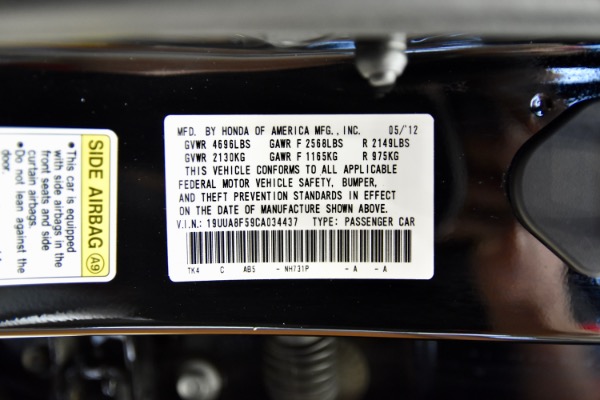 MFD. BY HONDA OF AMERICA MFG., INC. 05/'12
GVWR 4696LBS GAWR F 2568LBS R 2149LBS
GVWR 2130KG GAWR F 1165KG R 975KG
THIS VEHICLE CONFORMS TO ALL APPLICABLE
FEDERAL MOTOR VEHICLE SAFETY, BUMPER,
AND THEFT PREVENTION STANDARDS IN EFFECT
ON THE DATE OF MANUFACTURE SHOWN ABOVE.
V.I.N.: 19UUA8F59CA034437 TYPE: PASSENGER CAR
TK4 C AB5 - NH731P - A - A
SIDE AIRBAG A9
•This car is equipped
with side airbags in the
front seats and side
curtain airbags.
•Do not lean against the
door.